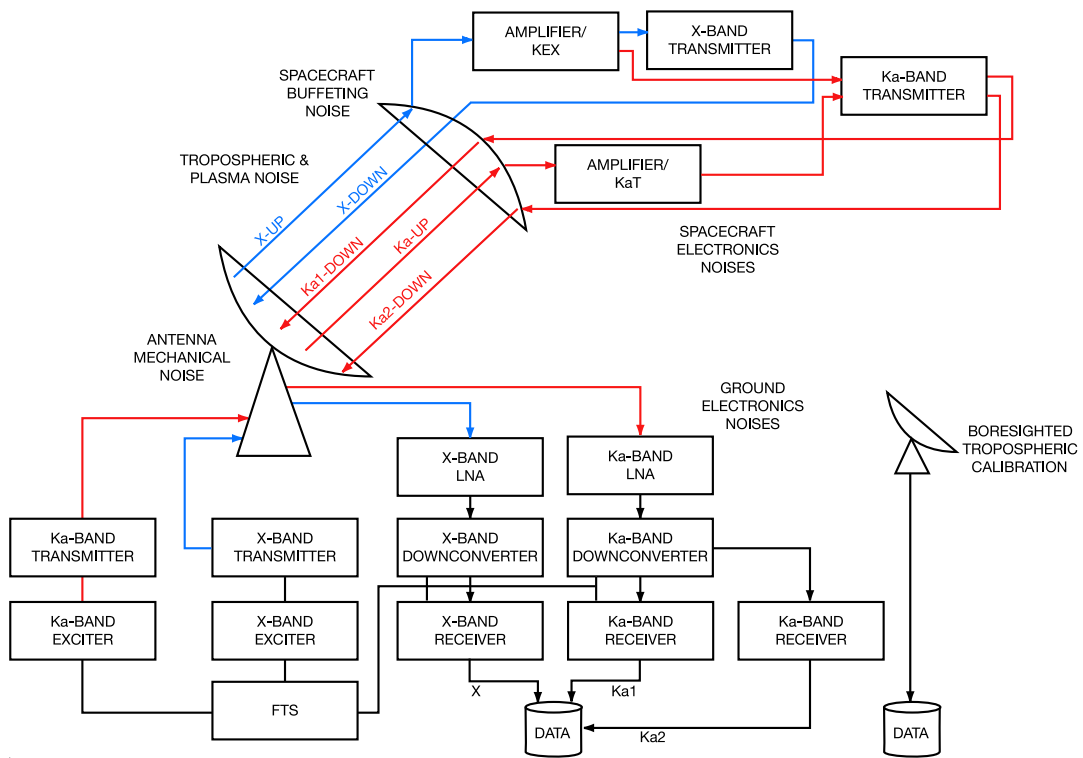 AMPLIFIER/
KEX
X-BAND
TRANSMITTER
SPACECRAFT
BUFFETING
NOISE
Ka-BAND
TRANSMITTER
TROPOSPHERIC &
PLASMA NOISE
AMPLIFIER/
KaT
X-UP
X-DOWN
Ka1-DOWN
Ka-UP
Ka2-DOWN
SPACECRAFT
ELECTRONICS
NOISES
ANTENNA
MECHANICAL
NOISE
GROUND
ELECTRONICS
NOISES
BORESIGHTED
TROPOSPHERIC
CALIBRATION
X-BAND
LNA
Ka-BAND
LNA
Ka-BAND
TRANSMITTER
X-BAND
TRANSMITTER
X-BAND
DOWNCONVERTER
Ka-BAND
DOWNCONVERTER
Ka-BAND
EXCITER
X-BAND
EXCITER
X-BAND
RECEIVER
Ka-BAND
RECEIVER
Ka-BAND
RECEIVER
X
Ka1
FTS
DATA
Ka2
DATA